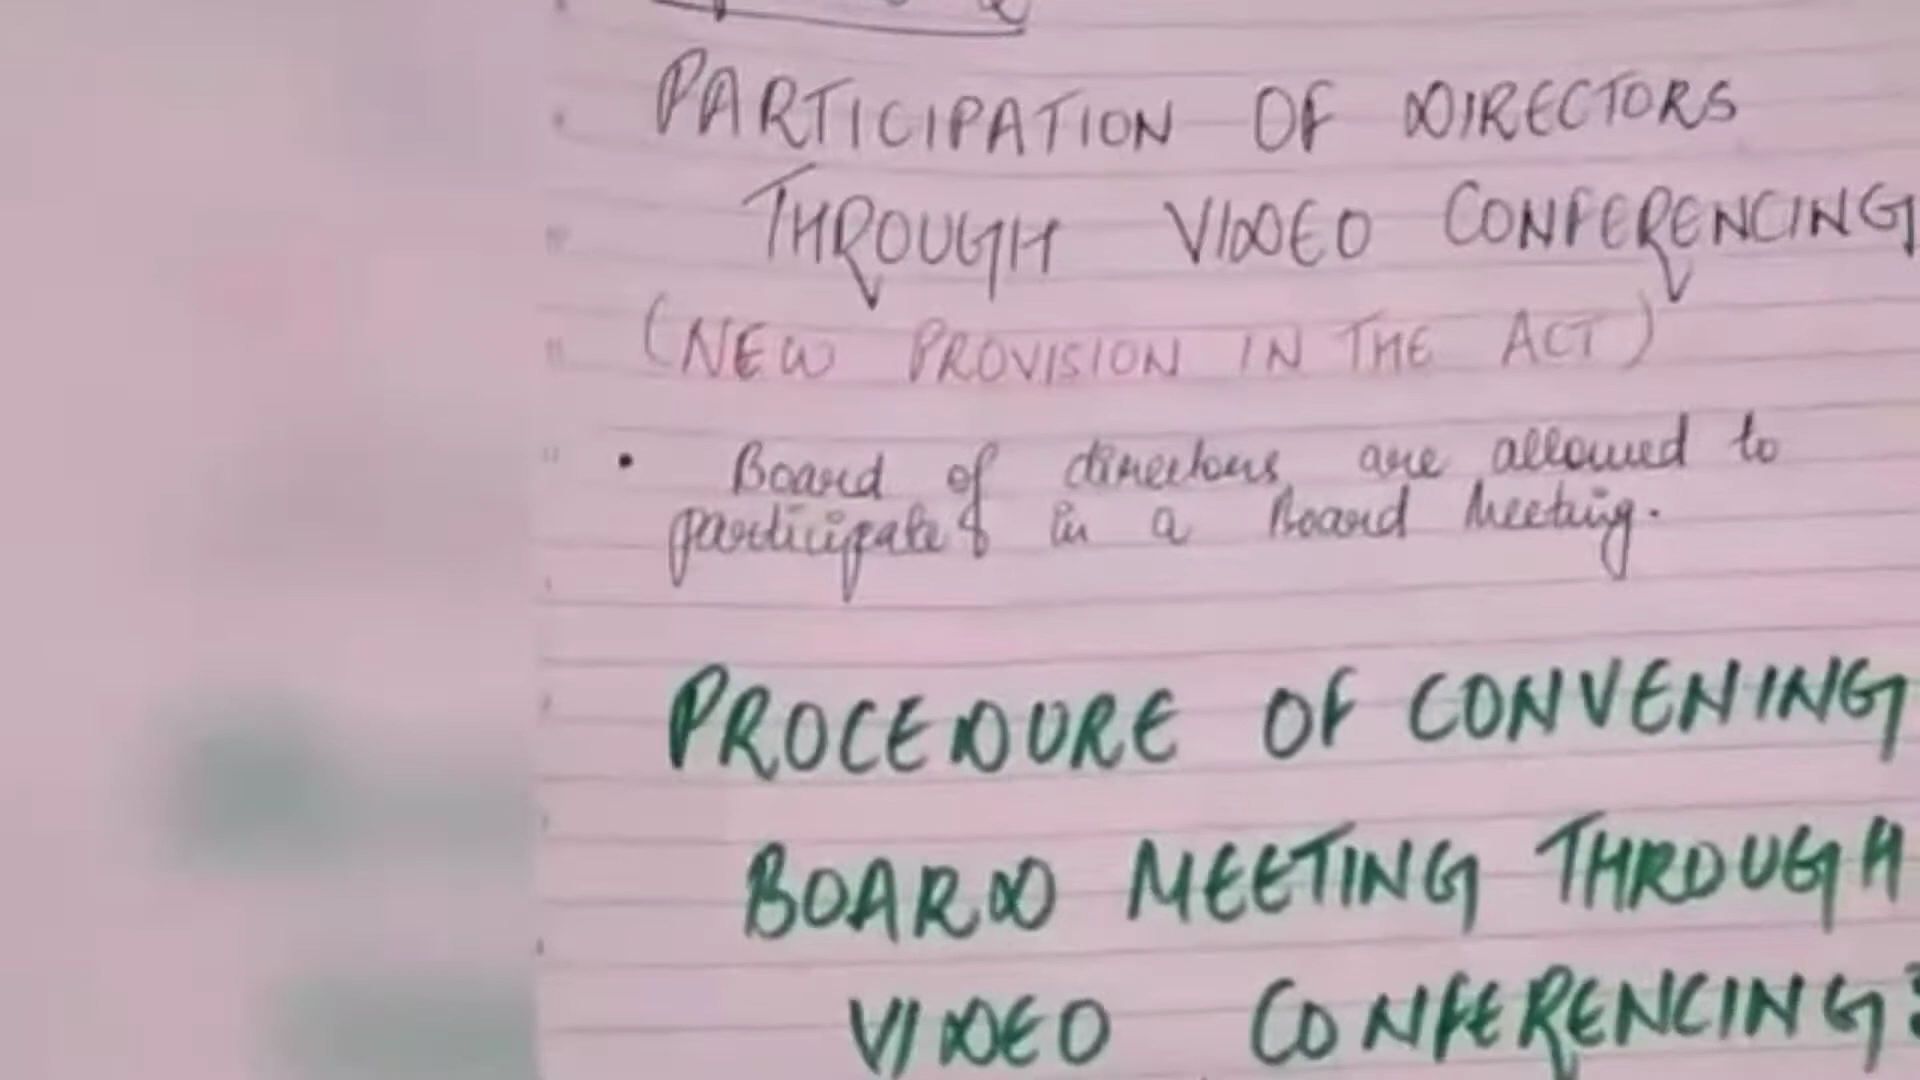 PARTICIPATION OF DIRECTORS
THROUGH VIDEO CONFERENCING
(NEW PROVISION IN THE ACT)
• Board of directors are allowed to
participate in a Board Meeting.
PROCEDURE OF CONVENING
BOARD MEETING THROUGH
VIDEO CONFERENCING: